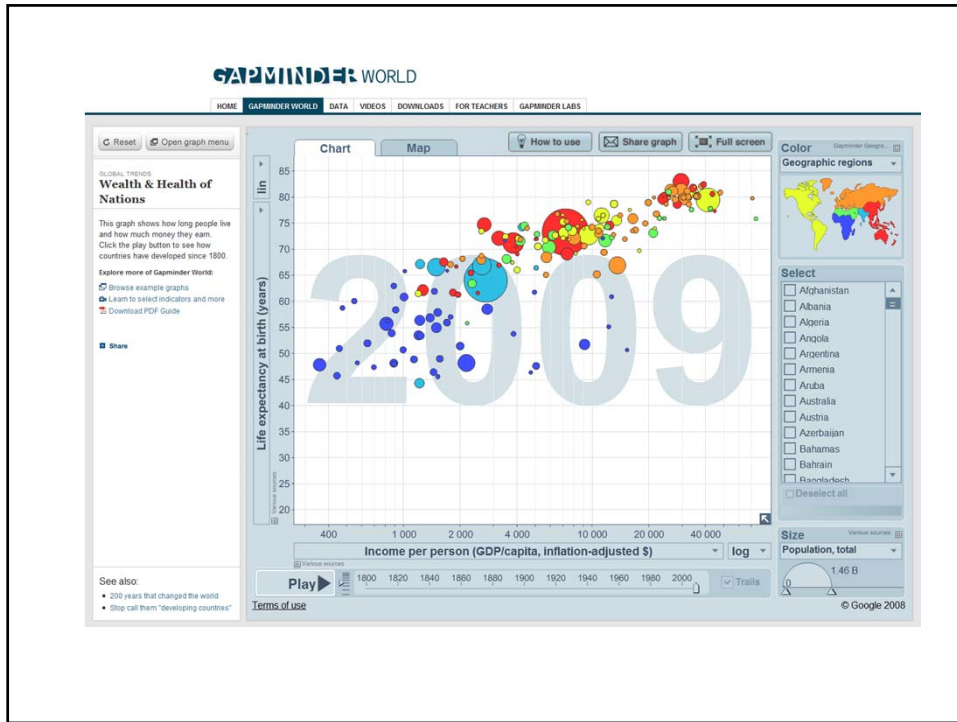 GAPMINDER WORLD
HOME GAPMINDER WORLD DATA VIDEOS DOWNLOADS FOR TEACHERS GAPMINDER LABS
Reset Open graph menu
GLOBAL TRENDS
Wealth & Health of
Nations
This graph shows how long people live
and how much money they earn.
Click the play button to see how
countries have developed since 1800.
Explore more of Gapminder World:
Browse example graphs
Learn to select indicators and more
Download PDF Guide
Share
See also:
200 years that changed the world
Stop call them "developing countries"
Chart Map
How to use Share graph Full screen
lin
Life expectancy at birth (years)
Various sources
85
80
75
70
65
60
55
50
45
40
35
30
25
20
2009
400 1 000 2 000 4 000 10 000 20 000 40 000
Income per person (GDP/capita, inflation-adjusted $) log
Various sources
Play 1800 1820 1840 1860 1880 1900 1920 1940 1960 1980 2000 Trails
Terms of use
Color Gapminder Geogra...
Geographic regions
Select
Afghanistan
Albania
Algeria
Angola
Argentina
Armenia
Aruba
Australia
Austria
Azerbaijan
Bahamas
Bahrain
Bangladesh
Deselect all
Size Various sources
Population, total
0 1.46 B
© Google 2008